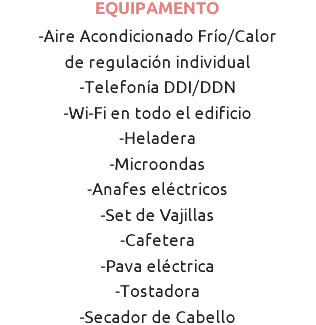 EQUIPAMENTO
-Aire Acondicionado Frío/Calor
de regulación individual
-Telefonía DDI/DDN
-Wi-Fi en todo el edificio
-Heladera
-Microondas
-Anafes eléctricos
-Set de Vajillas
-Cafetera
-Pava eléctrica
-Tostadora
-Secador de Cabello